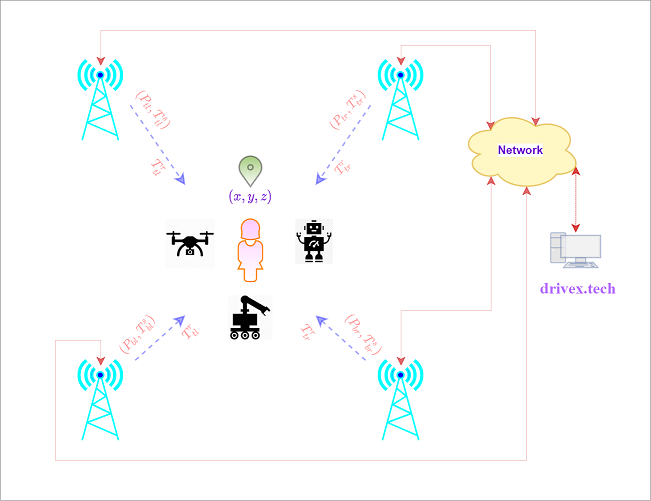 (P_{tl}, T_{tl}^s)
(P_{tr}, T_{tr}^s)
T_{tl}^r
T_{tr}^r
Network
(x, y, z)
drivex.tech
(P_{bl}, T_{bl}^s)
T_{bl}^r
T_{br}^r
(P_{br}, T_{br}^s)